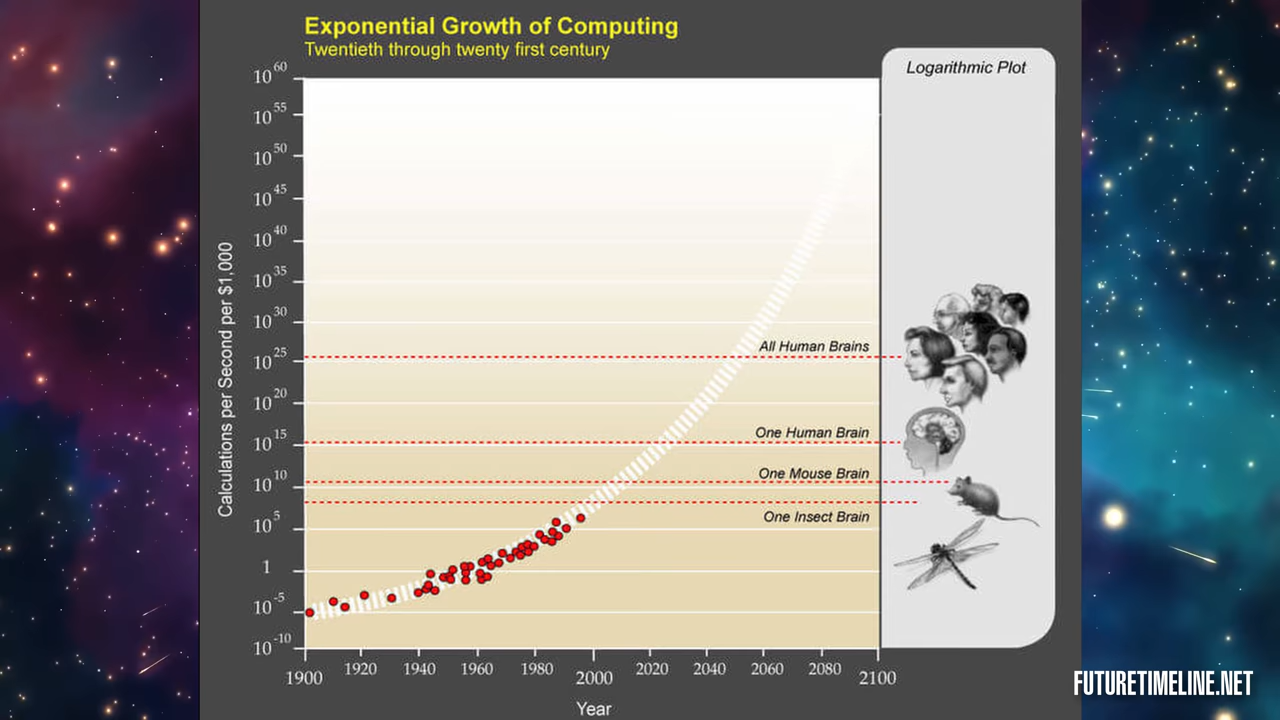 Exponential Growth of Computing
Twentieth through twenty first century
Logarithmic Plot
Calculations per Second per $1,000
10^60
10^55
10^50
10^45
10^40
10^35
10^30
10^25
10^20
10^15
10^10
10^5
1
10^-5
10^-10
All Human Brains
One Human Brain
One Mouse Brain
One Insect Brain
1900 1920 1940 1960 1980 2000 2020 2040 2060 2080 2100
Year
FUTURETIMELINE.NET